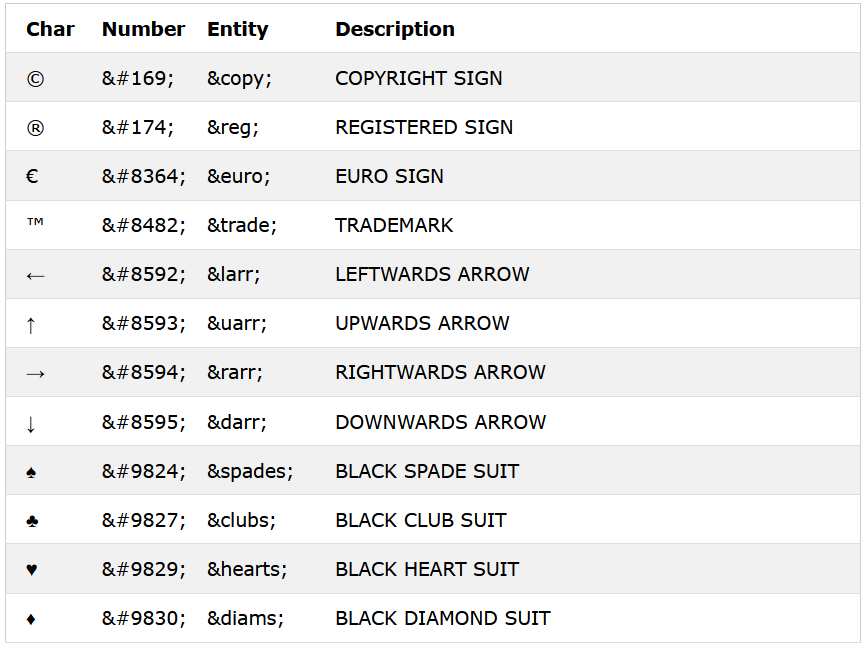 Char Number Entity Description
© &#169; &copy; COPYRIGHT SIGN
® &#174; &reg; REGISTERED SIGN
€ &#8364; &euro; EURO SIGN
™ &#8482; &trade; TRADEMARK
← &#8592; &larr; LEFTWARDS ARROW
↑ &#8593; &uarr; UPWARDS ARROW
→ &#8594; &rarr; RIGHTWARDS ARROW
↓ &#8595; &darr; DOWNWARDS ARROW
♠ &#9824; &spades; BLACK SPADE SUIT
♣ &#9827; &clubs; BLACK CLUB SUIT
♥ &#9829; &hearts; BLACK HEART SUIT
♦ &#9830; &diams; BLACK DIAMOND SUIT